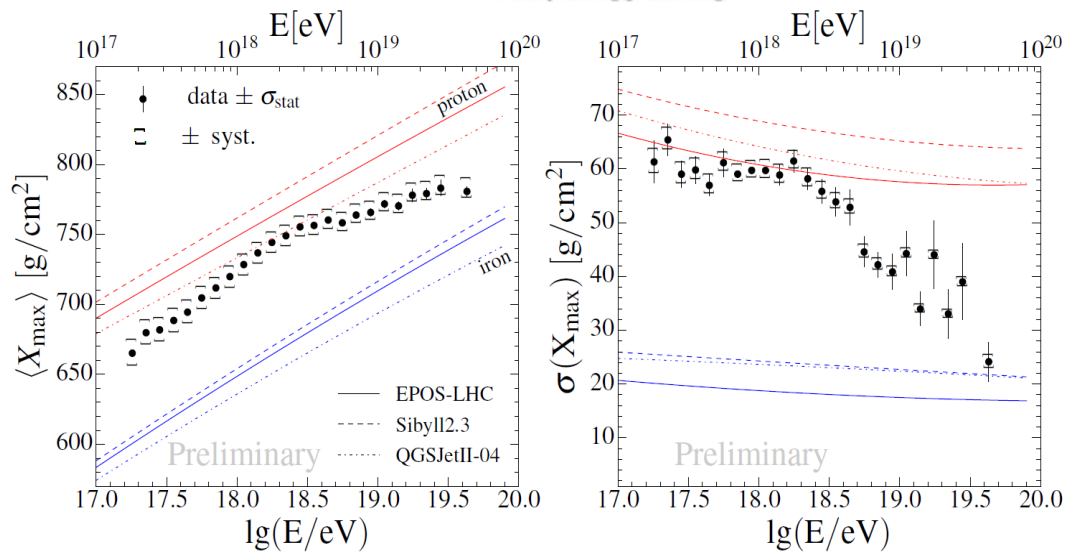 E[eV]
10^17 10^18 10^19 10^20
850
800
750
700
650
600
⟨X_max⟩ [g/cm^2]
data ± σ_stat
± syst.
proton
iron
EPOS-LHC
Sibyll2.3
QGSJetII-04
Preliminary
17.0 17.5 18.0 18.5 19.0 19.5 20.0
lg(E/eV)
E[eV]
10^17 10^18 10^19 10^20
70
60
50
40
30
20
10
σ(X_max) [g/cm^2]
Preliminary
17.0 17.5 18.0 18.5 19.0 19.5 20.0
lg(E/eV)